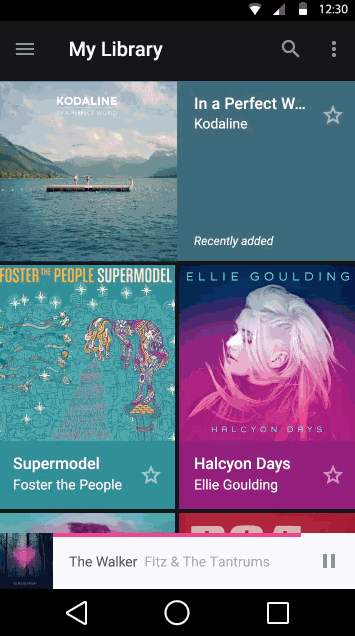 12:30
My Library
KODALINE
IN A PERFECT WORLD
In a Perfect W...
Kodaline
Recently added
FOSTER THE PEOPLE SUPERMODEL
ELLIE GOULDING
HALCYON DAYS
Supermodel
Foster the People
Halcyon Days
Ellie Goulding
The Walker Fitz & The Tantrums